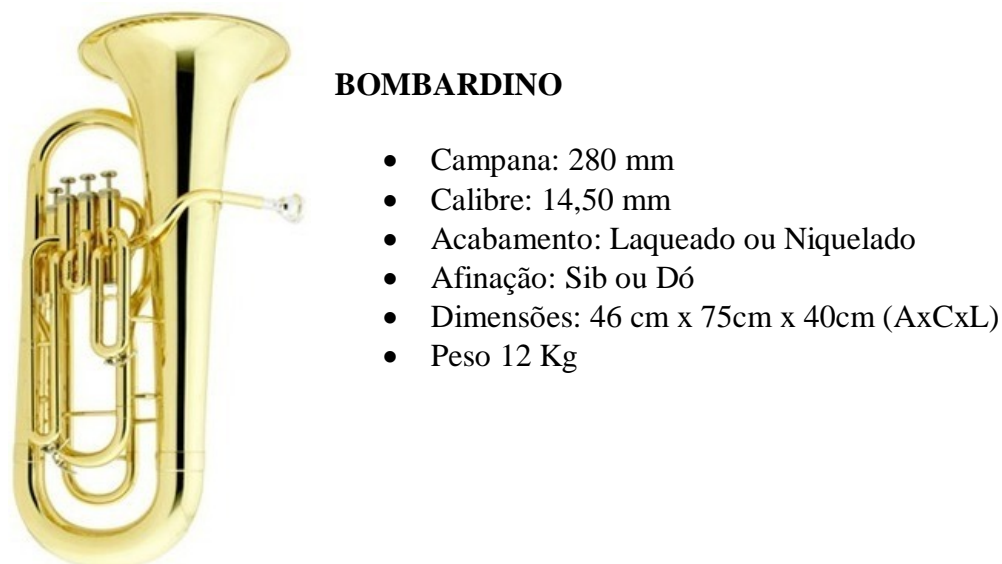 BOMBARDINO
• Campana: 280 mm
• Calibre: 14,50 mm
• Acabamento: Laqueado ou Niquelado
• Afinação: Sib ou Dó
• Dimensões: 46 cm x 75cm x 40cm (AxCxL)
• Peso 12 Kg